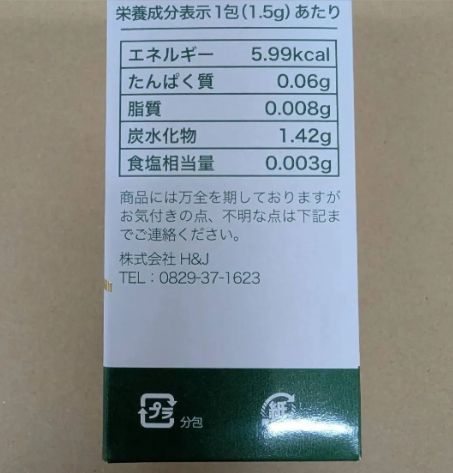 栄養成分表示 1包(1.5g)あたり
エネルギー 5.99kcal
たんぱく質 0.06g
脂質 0.008g
炭水化物 1.42g
食塩相当量 0.003g
商品には万全を期しておりますが
お気付きの点、不明な点は下記ま
でご連絡ください。
株式会社 H&J
TEL:0829-37-1623
プラ 分包
紙